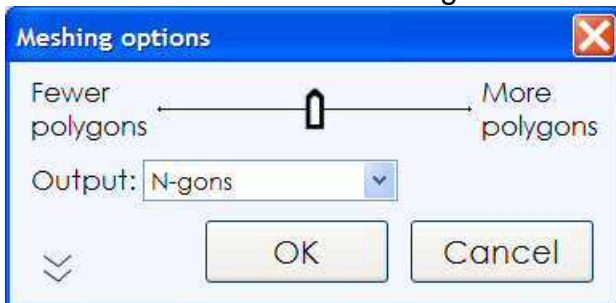 Meshing options
Fewer polygons
More polygons
Output: N-gons
OK
Cancel